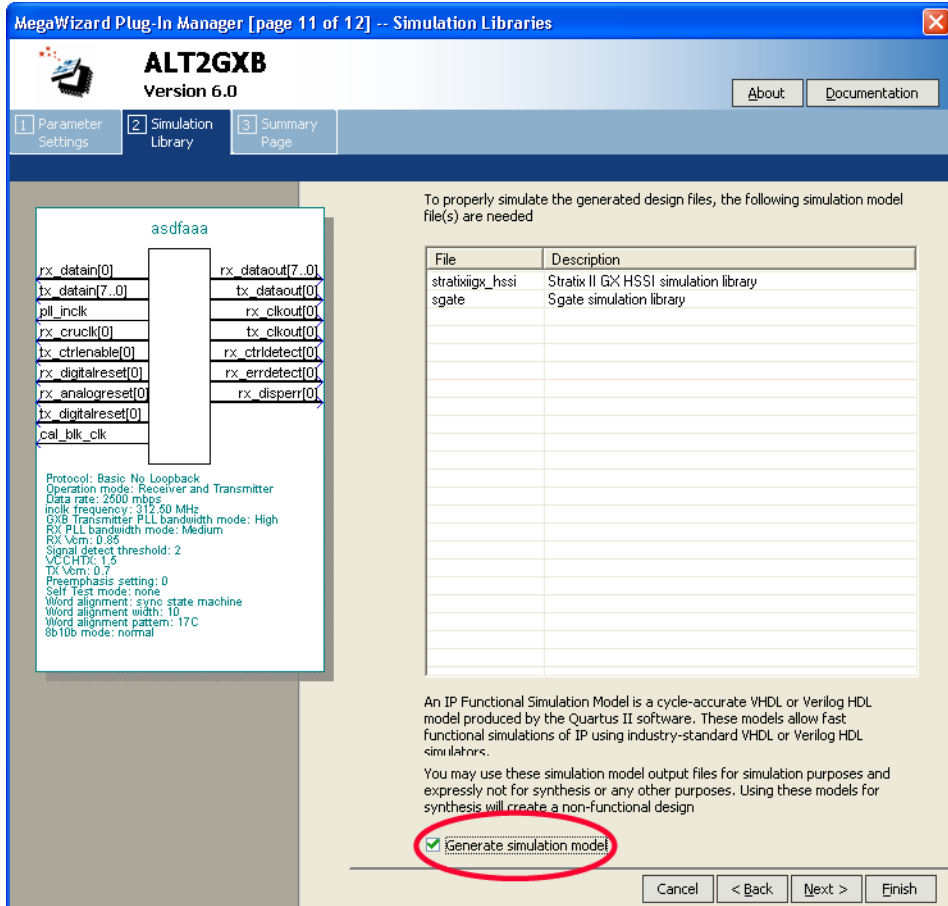 MegaWizard Plug-In Manager [page 11 of 12] -- Simulation Libraries
ALT2GXB
Version 6.0
About
Documentation
1 Parameter Settings
2 Simulation Library
3 Summary Page
asdfaaa
rx_datain[0]
tx_datain[7..0]
pll_inclk
rx_cruclk[0]
tx_ctrlenable[0]
rx_digitalreset[0]
rx_analogreset[0]
tx_digitalreset[0]
cal_blk_clk
rx_dataout[7..0]
tx_dataout[0]
rx_clkout[0]
tx_clkout[0]
rx_ctrldetect[0]
rx_errdetect[0]
rx_disperr[0]
Protocol: Basic No Loopback
Operation mode: Receiver and Transmitter
Data rate: 2500 mbps
inclk frequency: 312.50 MHz
GXB Transmitter PLL bandwidth mode: High
RX PLL bandwidth mode: Medium
RX Vcm: 0.85
Signal detect threshold: 2
VCCHTX: 1.5
TX Vcm: 0.7
Preemphasis setting: 0
Self Test mode: none
Word alignment: sync state machine
Word alignment width: 10
Word alignment pattern: 17C
8b10b mode: normal
To properly simulate the generated design files, the following simulation model
file(s) are needed
File Description
stratixiigx_hssi Stratix II GX HSSI simulation library
sgate Sgate simulation library
An IP Functional Simulation Model is a cycle-accurate VHDL or Verilog HDL
model produced by the Quartus II software. These models allow fast
functional simulations of IP using industry-standard VHDL or Verilog HDL
simulators.
You may use these simulation model output files for simulation purposes and
expressly not for synthesis or any other purposes. Using these models for
synthesis will create a non-functional design
Generate simulation model
Cancel
< Back
Next >
Finish